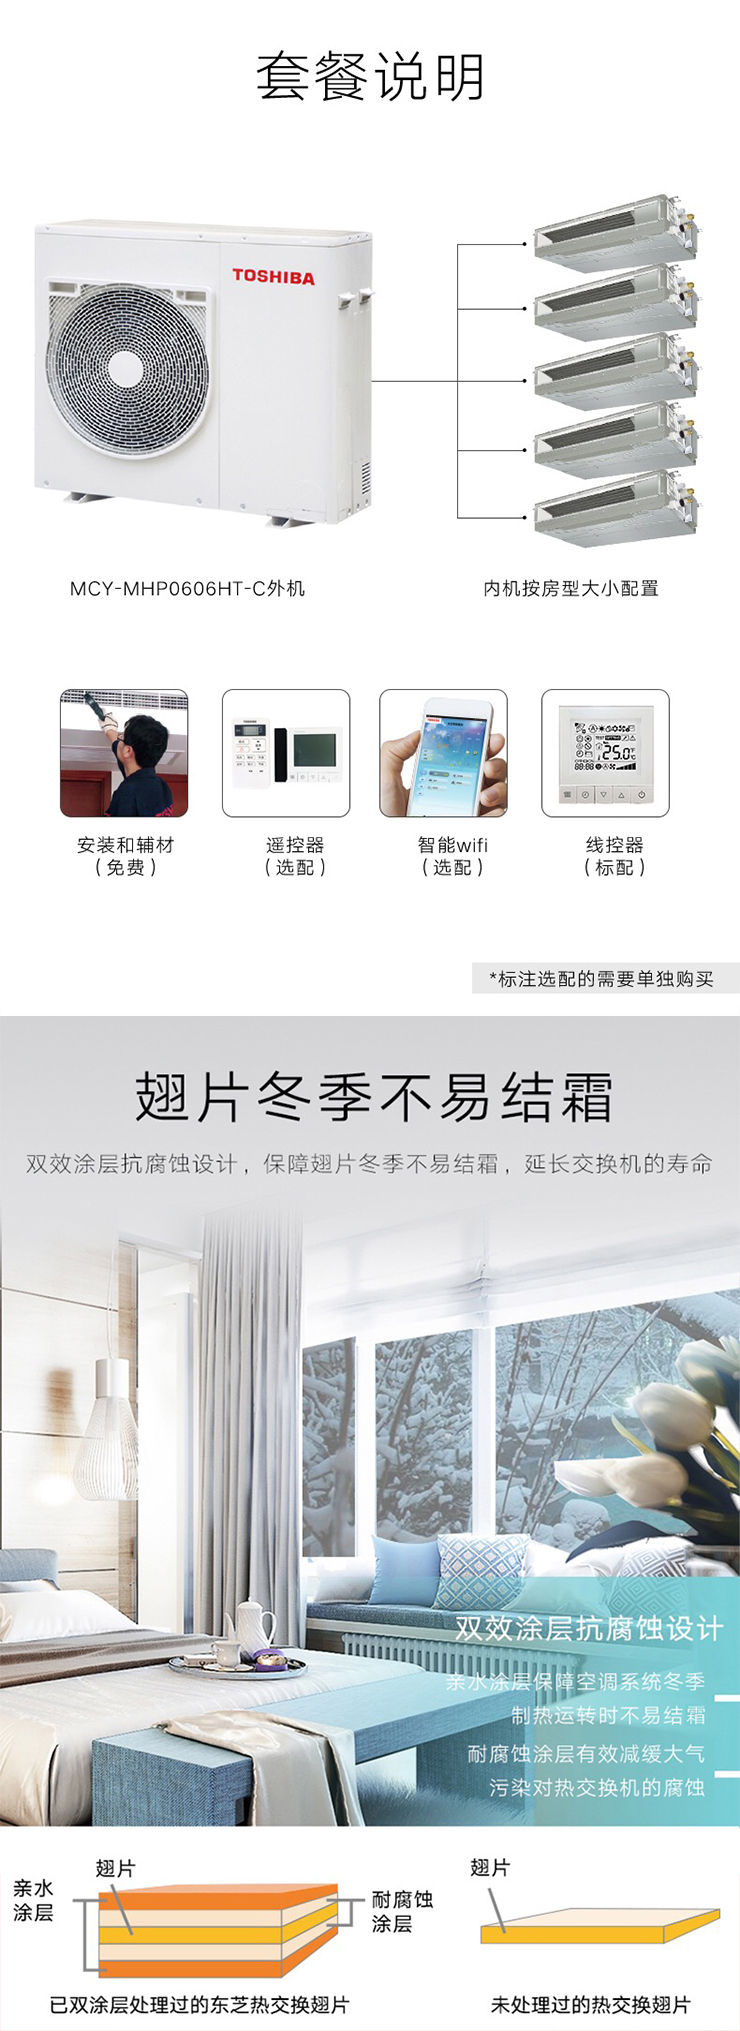 套餐说明
TOSHIBA
MCY-MHP0606HT-C外机
内机按房型大小配置
25.0
安装和辅材
（免费）
遥控器
（选配）
智能wifi
（选配）
线控器
（标配）
*标注选配的需要单独购买
翅片冬季不易结霜
双效涂层抗腐蚀设计，保障翅片冬季不易结霜，延长交换机的寿命
双效涂层抗腐蚀设计
亲水涂层保障空调系统冬季
制热运转时不易结霜
耐腐蚀涂层有效减缓大气
污染对热交换机的腐蚀
翅片
亲水
涂层
耐腐蚀
涂层
翅片
已双涂层处理过的东芝热交换翅片
未处理过的热交换翅片